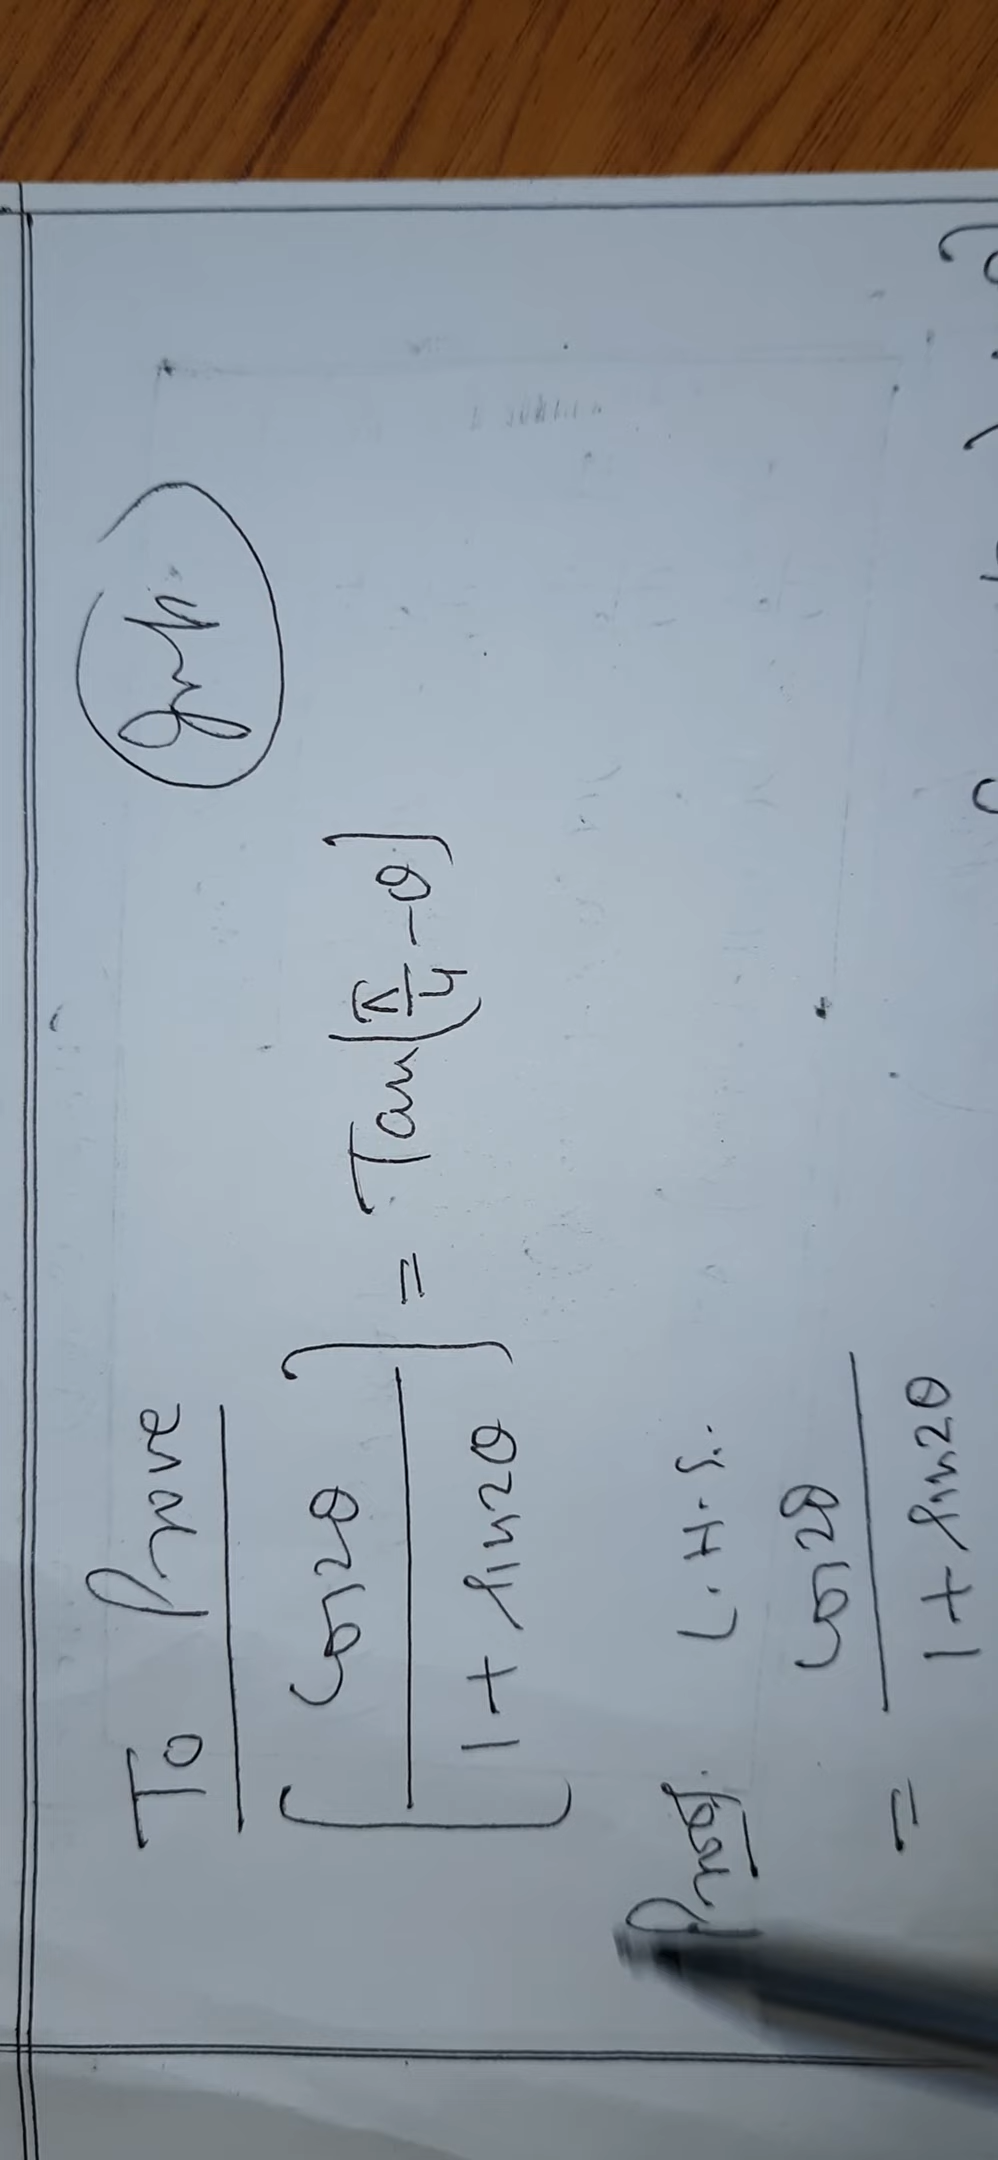 To Prove
[cos2θ / 1 + sin2θ] = Tan(π/4 - θ)
Proof. L.H.S.
= cos2θ / 1 + sin2θ